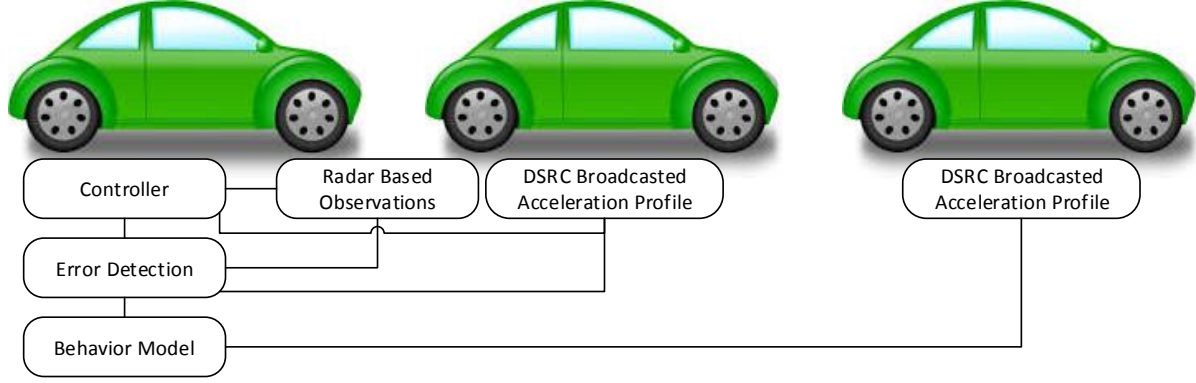 Controller
Radar Based
Observations
DSRC Broadcasted
Acceleration Profile
DSRC Broadcasted
Acceleration Profile
Error Detection
Behavior Model